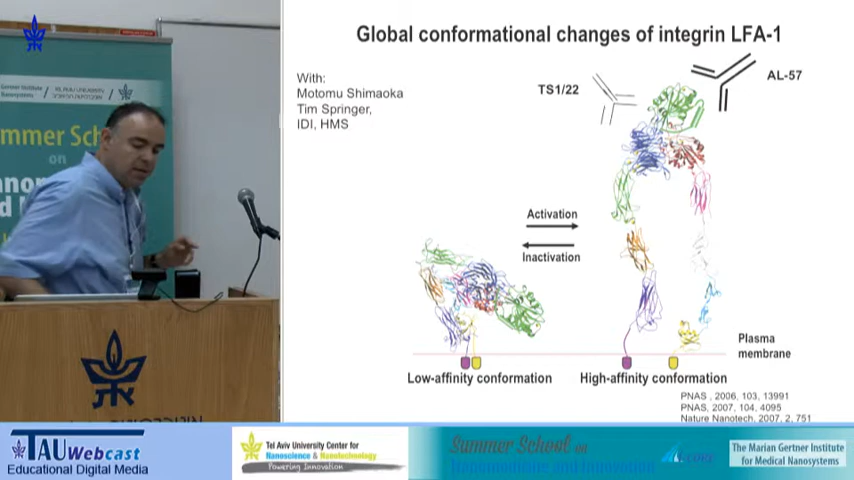 Global conformational changes of integrin LFA-1
With:
Motomu Shimaoka
Tim Springer,
IDI, HMS
TS1/22
AL-57
Activation
Inactivation
Plasma
membrane
Low-affinity conformation
High-affinity conformation
PNAS , 2006, 103, 13991
PNAS, 2007, 104, 4095
Nature Nanotech, 2007, 2, 751
mmer Sch
on
TAUWebcast
Educational Digital Media
Tel Aviv University Center for
Nanoscience & Nanotechnology
Powering Innovation
Summer School on
The Marian Gertner Institute
for Medical Nanosystems